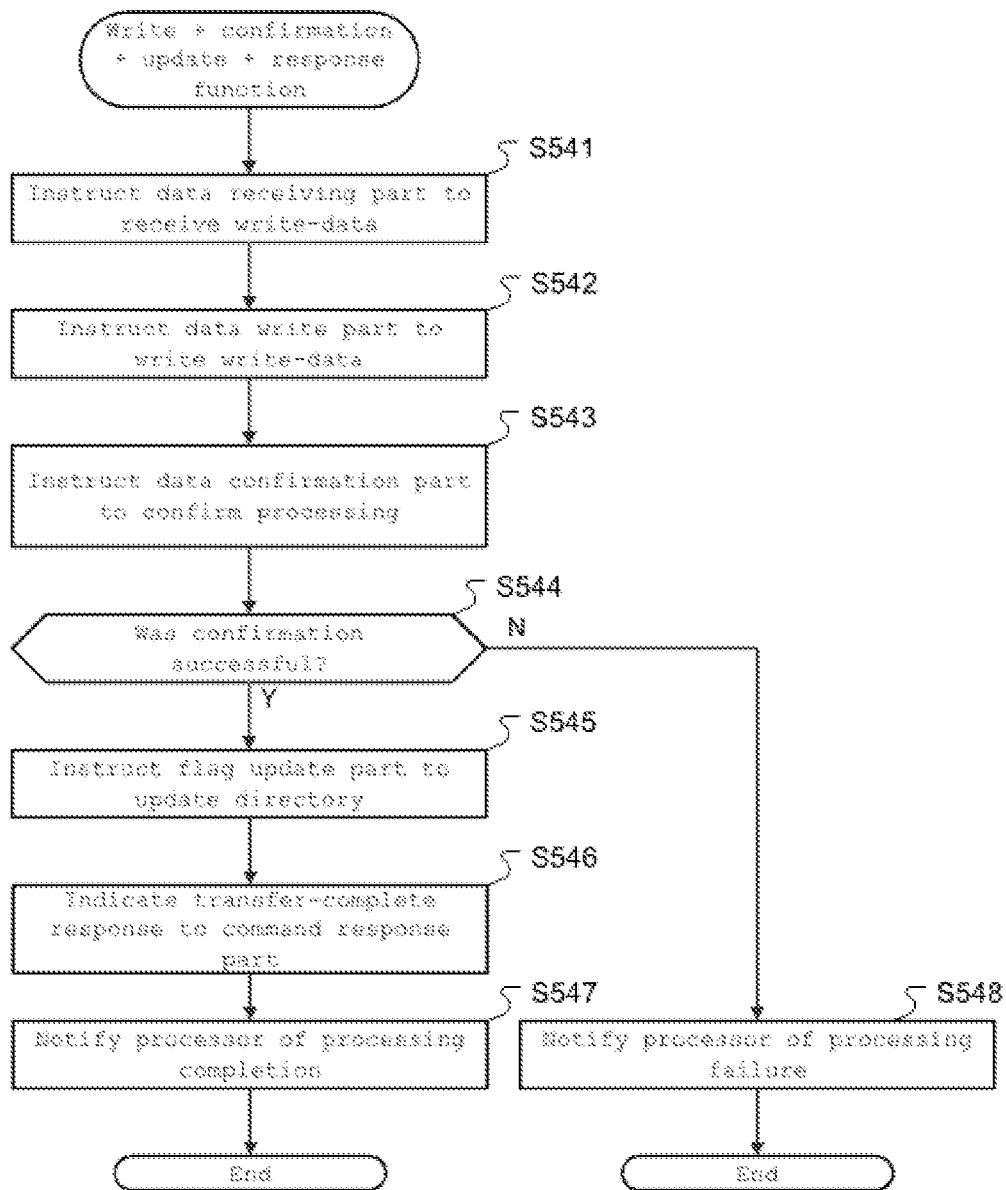 Write + confirmation
+ update + response
function
S541
Instruct data receiving part to
receive write-data
S542
Instruct data write part to
write write-data
S543
Instruct data confirmation part
to confirm processing
S544
Was confirmation
successful?
N
Y
S545
Instruct flag update part to
update directory
S546
Indicate transfer-complete
response to command response
part
S547
Notify processor of processing
completion
S548
Notify processor of processing
failure
End
End